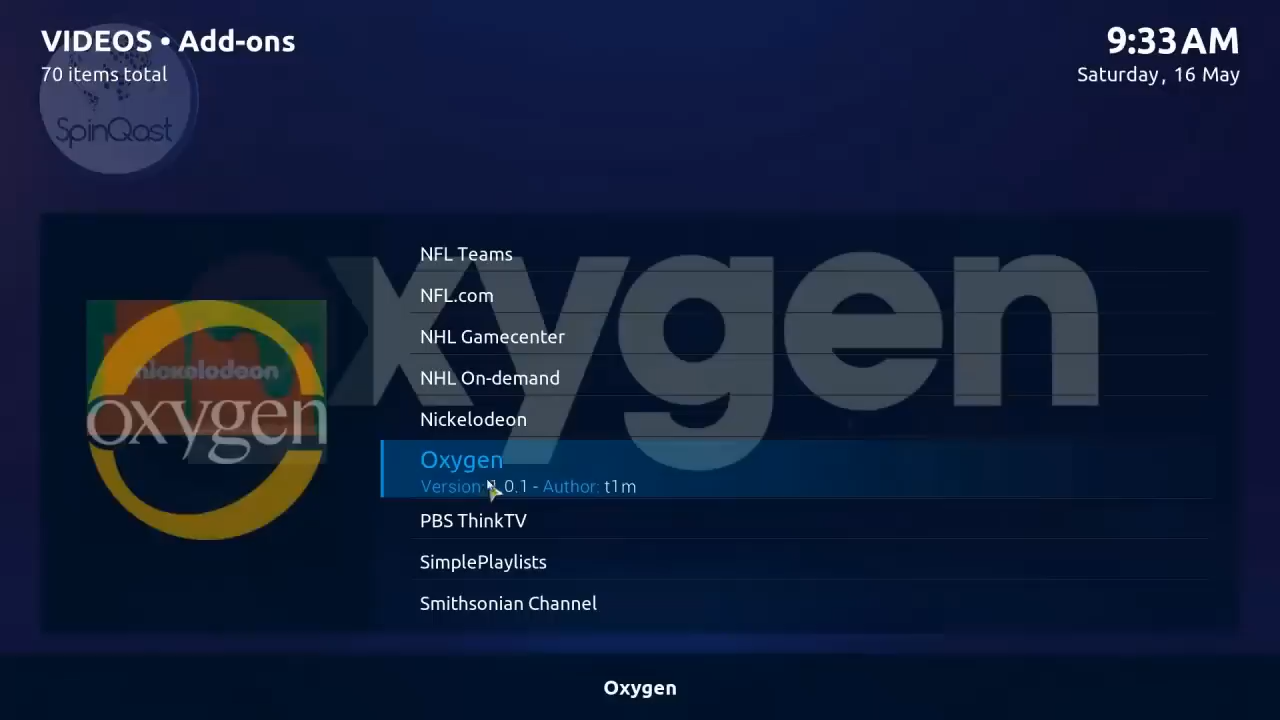 VIDEOS • Add-ons
9:33 AM
70 items total
Saturday, 16 May
SpinQast
NFL Teams
NFL.com
NHL Gamecenter
NHL On-demand
Nickelodeon
Oxygen
Version: 1.0.1 - Author: t1m
PBS ThinkTV
SimplePlaylists
Smithsonian Channel
nickelodeon
oxygen
oxygen
Oxygen